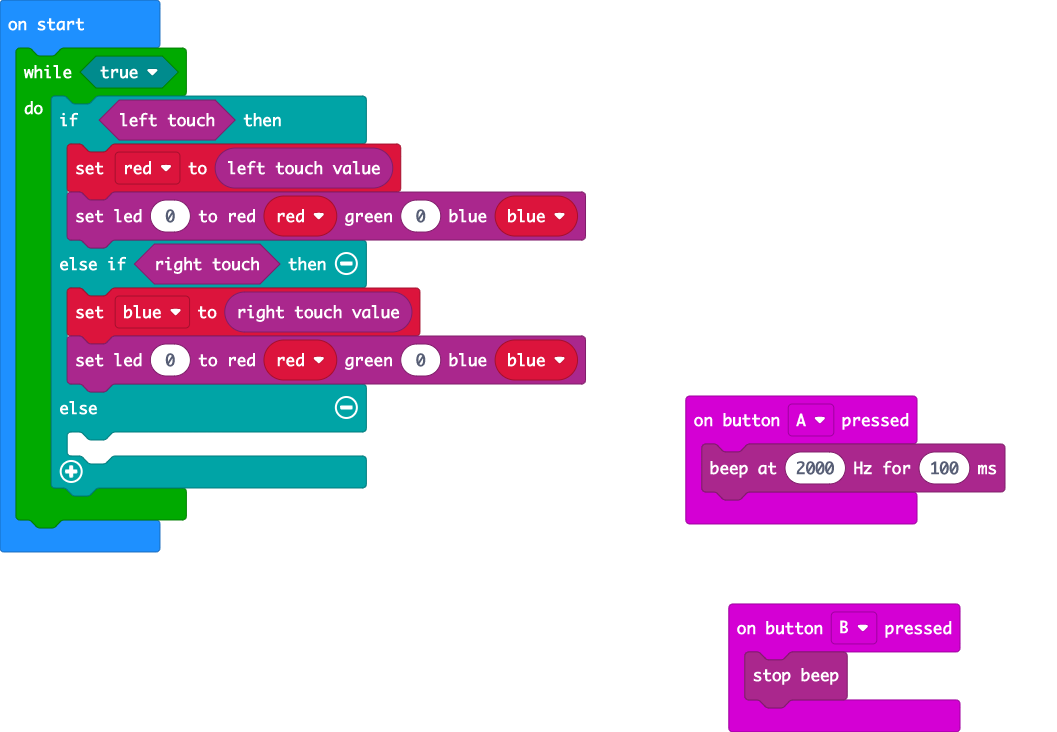 on start
while true
do
if left touch then
set red to left touch value
set led 0 to red red green 0 blue blue
else if right touch then
set blue to right touch value
set led 0 to red red green 0 blue blue
else
on button A pressed
beep at 2000 Hz for 100 ms
on button B pressed
stop beep